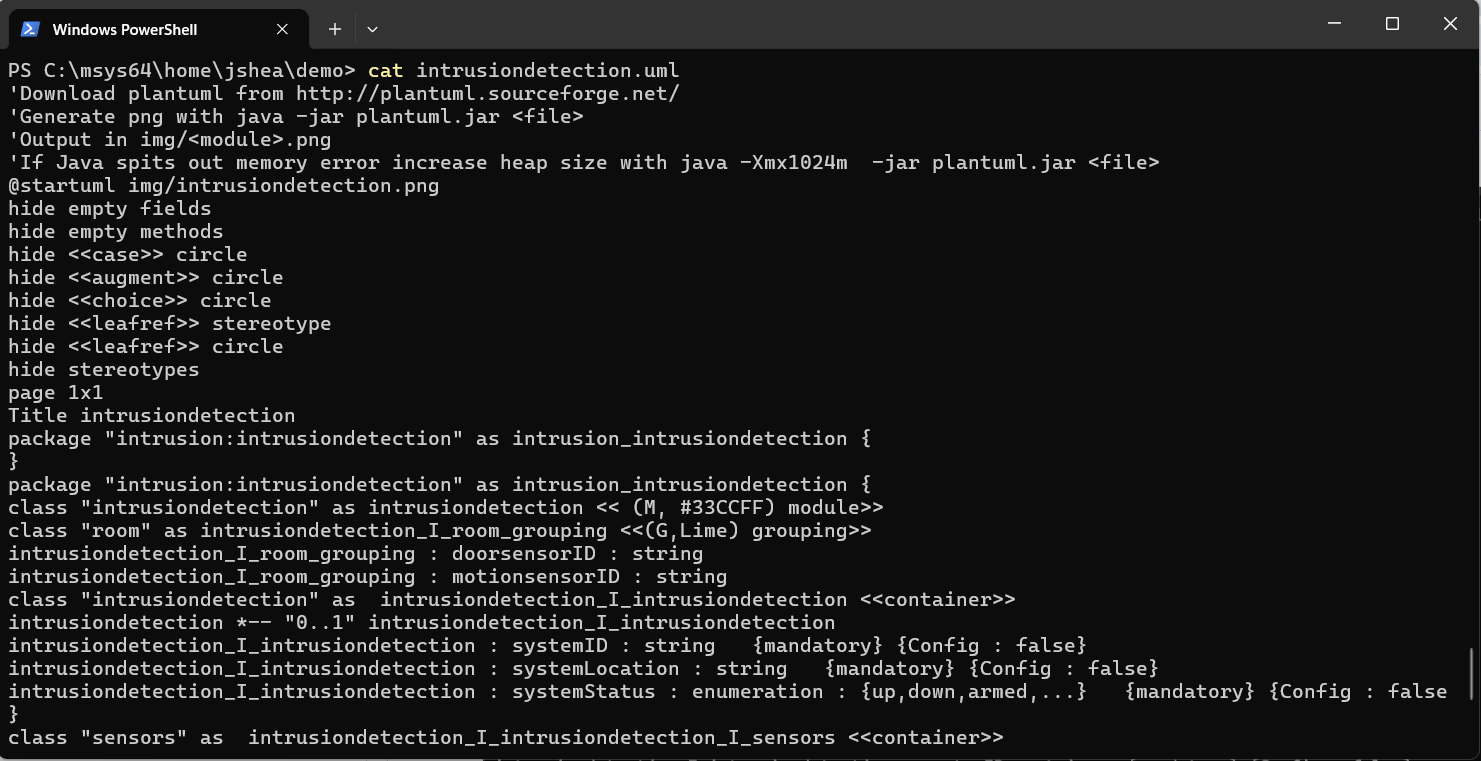 Windows PowerShell
PS C:\msys64\home\jshea\demo> cat intrusiondetection.uml
'Download plantuml from http://plantuml.sourceforge.net/
'Generate png with java -jar plantuml.jar <file>
'Output in img/<module>.png
'If Java spits out memory error increase heap size with java -Xmx1024m  -jar plantuml.jar <file>
@startuml img/intrusiondetection.png
hide empty fields
hide empty methods
hide <<case>> circle
hide <<augment>> circle
hide <<choice>> circle
hide <<leafref>> stereotype
hide <<leafref>> circle
hide stereotypes
page 1x1
Title intrusiondetection
package "intrusion:intrusiondetection" as intrusion_intrusiondetection {
}
package "intrusion:intrusiondetection" as intrusion_intrusiondetection {
class "intrusiondetection" as intrusiondetection << (M, #33CCFF) module>>
class "room" as intrusiondetection_I_room_grouping <<(G,Lime) grouping>>
intrusiondetection_I_room_grouping : doorsensorID : string
intrusiondetection_I_room_grouping : motionsensorID : string
class "intrusiondetection" as  intrusiondetection_I_intrusiondetection <<container>>
intrusiondetection *-- "0..1" intrusiondetection_I_intrusiondetection
intrusiondetection_I_intrusiondetection : systemID : string   {mandatory} {Config : false}
intrusiondetection_I_intrusiondetection : systemLocation : string   {mandatory} {Config : false}
intrusiondetection_I_intrusiondetection : systemStatus : enumeration : {up,down,armed,...}   {mandatory} {Config : false
}
class "sensors" as  intrusiondetection_I_intrusiondetection_I_sensors <<container>>